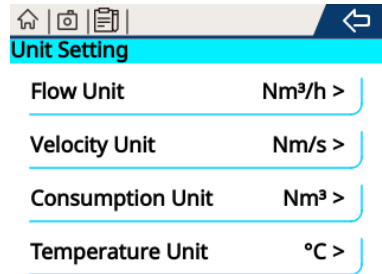 Unit Setting
Flow Unit Nm³/h >
Velocity Unit Nm/s >
Consumption Unit Nm³ >
Temperature Unit °C >